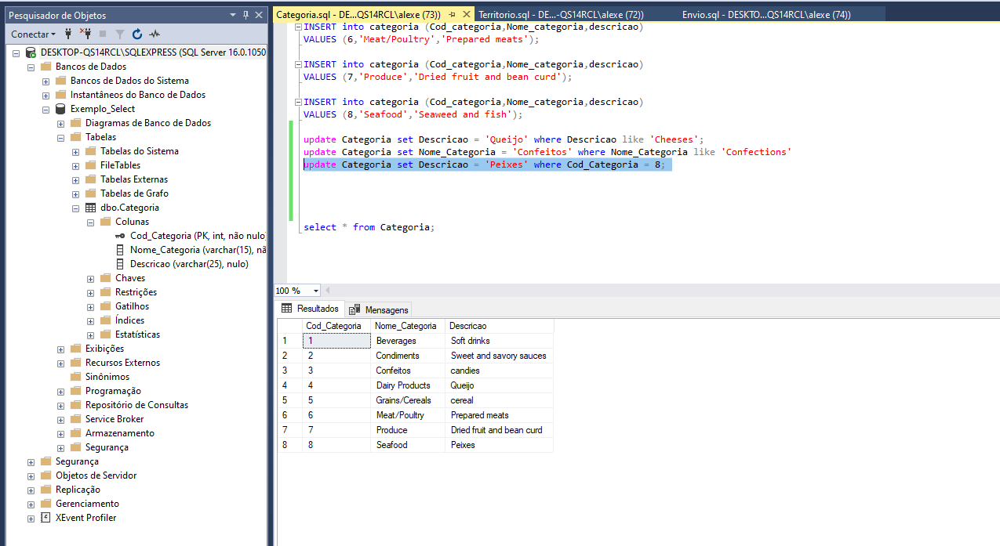 Pesquisador de Objetos
Conectar
DESKTOP-QS14RCL\SQLEXPRESS (SQL Server 16.0.1050
Bancos de Dados
Bancos de Dados do Sistema
Instantâneos do Banco de Dados
Exemplo_Select
Diagramas de Banco de Dados
Tabelas
Tabelas do Sistema
FileTables
Tabelas Externas
Tabelas de Grafo
dbo.Categoria
Colunas
Cod_Categoria (PK, int, não nulo)
Nome_Categoria (varchar(15), nã
Descricao (varchar(25), nulo)
Chaves
Restrições
Gatilhos
Índices
Estatísticas
Exibições
Recursos Externos
Sinônimos
Programação
Repositório de Consultas
Service Broker
Armazenamento
Segurança
Segurança
Objetos de Servidor
Replicação
Gerenciamento
XEvent Profiler
Categoria.sql - DE...QS14RCL\alexe (73)) Territorio.sql - DE...-QS14RCL\alexe (72)) Envio.sql - DESKTO...QS14RCL\alexe (74))
INSERT into categoria (Cod_categoria,Nome_categoria,descricao)
VALUES (6,'Meat/Poultry','Prepared meats');
INSERT into categoria (Cod_categoria,Nome_categoria,descricao)
VALUES (7,'Produce','Dried fruit and bean curd');
INSERT into categoria (Cod_categoria,Nome_categoria,descricao)
VALUES (8,'Seafood','Seaweed and fish');
update Categoria set Descricao = 'Queijo' where Descricao like 'Cheeses';
update Categoria set Nome_Categoria = 'Confeitos' where Nome_Categoria like 'Confections'
update Categoria set Descricao = 'Peixes' where Cod_Categoria = 8;
select * from Categoria;
100 %
Resultados Mensagens
Cod_Categoria Nome_Categoria Descricao
1 1 Beverages Soft drinks
2 2 Condiments Sweet and savory sauces
3 3 Confeitos candies
4 4 Dairy Products Queijo
5 5 Grains/Cereals cereal
6 6 Meat/Poultry Prepared meats
7 7 Produce Dried fruit and bean curd
8 8 Seafood Peixes